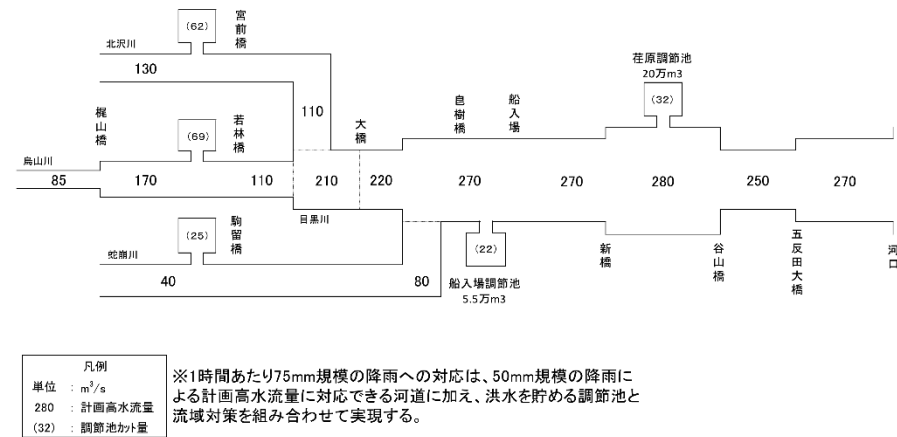 (62)
宮前橋
北沢川
130
荏原調節池
20万m3
(32)
110
自樹橋
船入場
大橋
梶山橋
(69)
若林橋
烏山川
85
170
110
210
220
270
270
280
250
270
目黒川
(25)
駒留橋
蛇崩川
40
80
(22)
船入場調節池
5.5万m3
新橋
谷山橋
五反田大橋
河口
凡例
単位 : m³/s
280 : 計画高水流量
(32) : 調節池カット量
※1時間あたり75mm規模の降雨への対応は、50mm規模の降雨に
よる計画高水流量に対応できる河道に加え、洪水を貯める調節池と
流域対策を組み合わせて実現する。